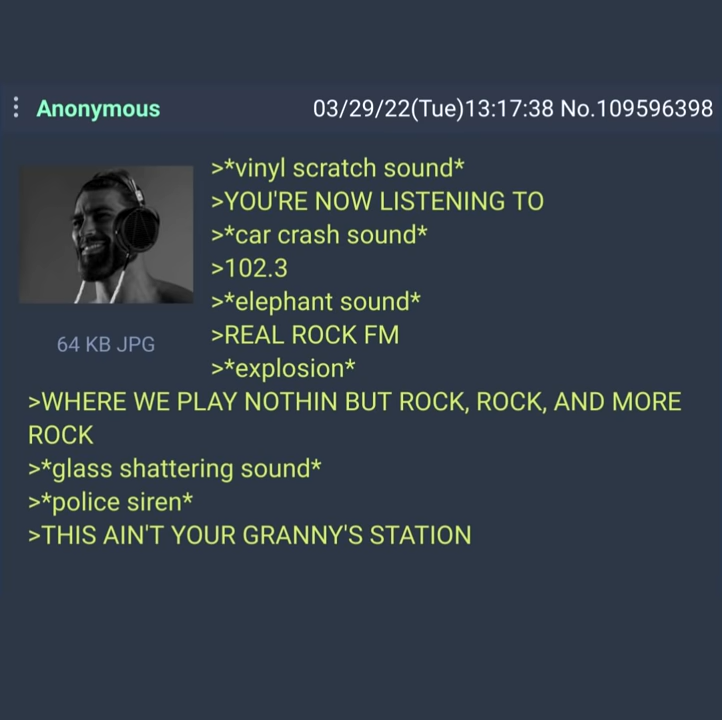 Anonymous 03/29/22(Tue)13:17:38 No.109596398
>*vinyl scratch sound*
>YOU'RE NOW LISTENING TO
>*car crash sound*
>102.3
>*elephant sound*
>REAL ROCK FM
>*explosion*
64 KB JPG
>WHERE WE PLAY NOTHIN BUT ROCK, ROCK, AND MORE
ROCK
>*glass shattering sound*
>*police siren*
>THIS AIN'T YOUR GRANNY'S STATION